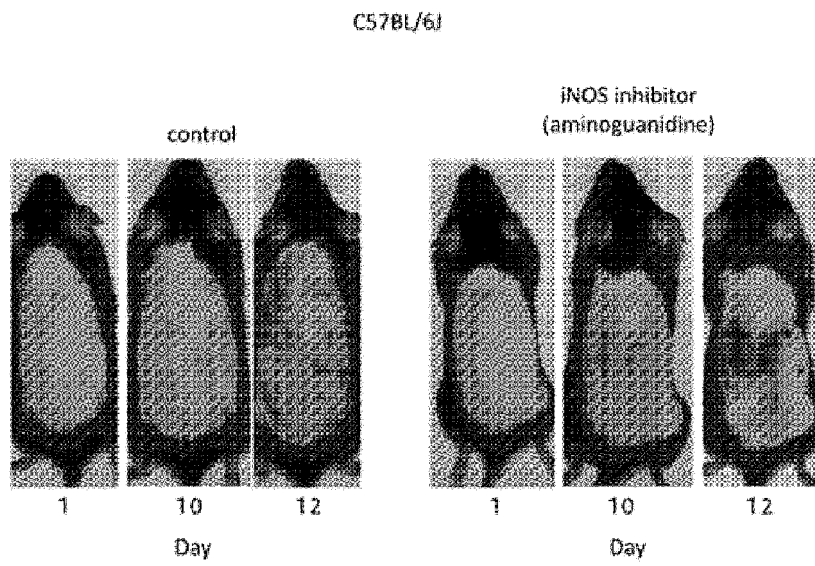 C57BL/6J
control
iNOS inhibitor
(aminoguanidine)
1 10 12
Day
1 10 12
Day